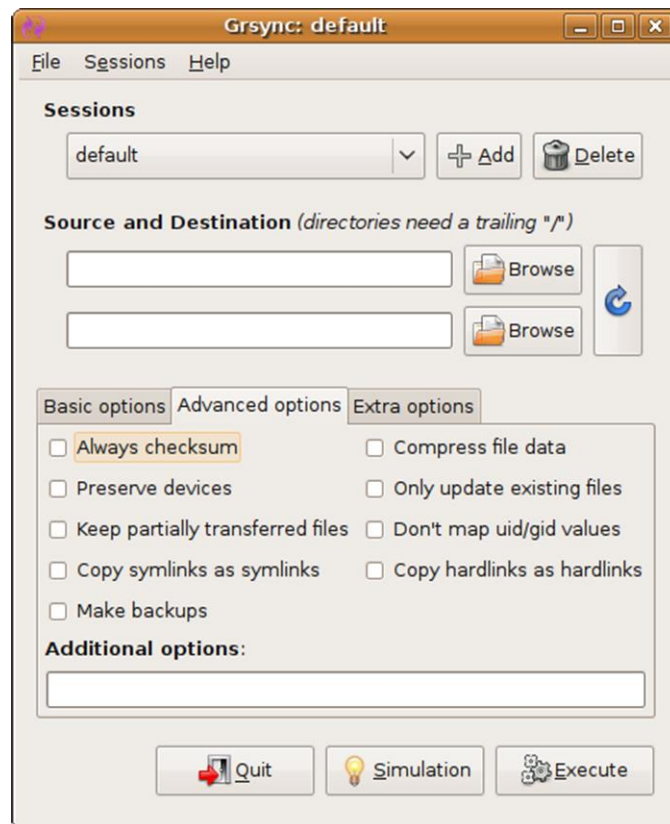 Grsync: default
File Sessions Help
Sessions
default Add Delete
Source and Destination (directories need a trailing "/")
Browse
Browse
Basic options Advanced options Extra options
Always checksum Compress file data
Preserve devices Only update existing files
Keep partially transferred files Don't map uid/gid values
Copy symlinks as symlinks Copy hardlinks as hardlinks
Make backups
Additional options:
Quit Simulation Execute